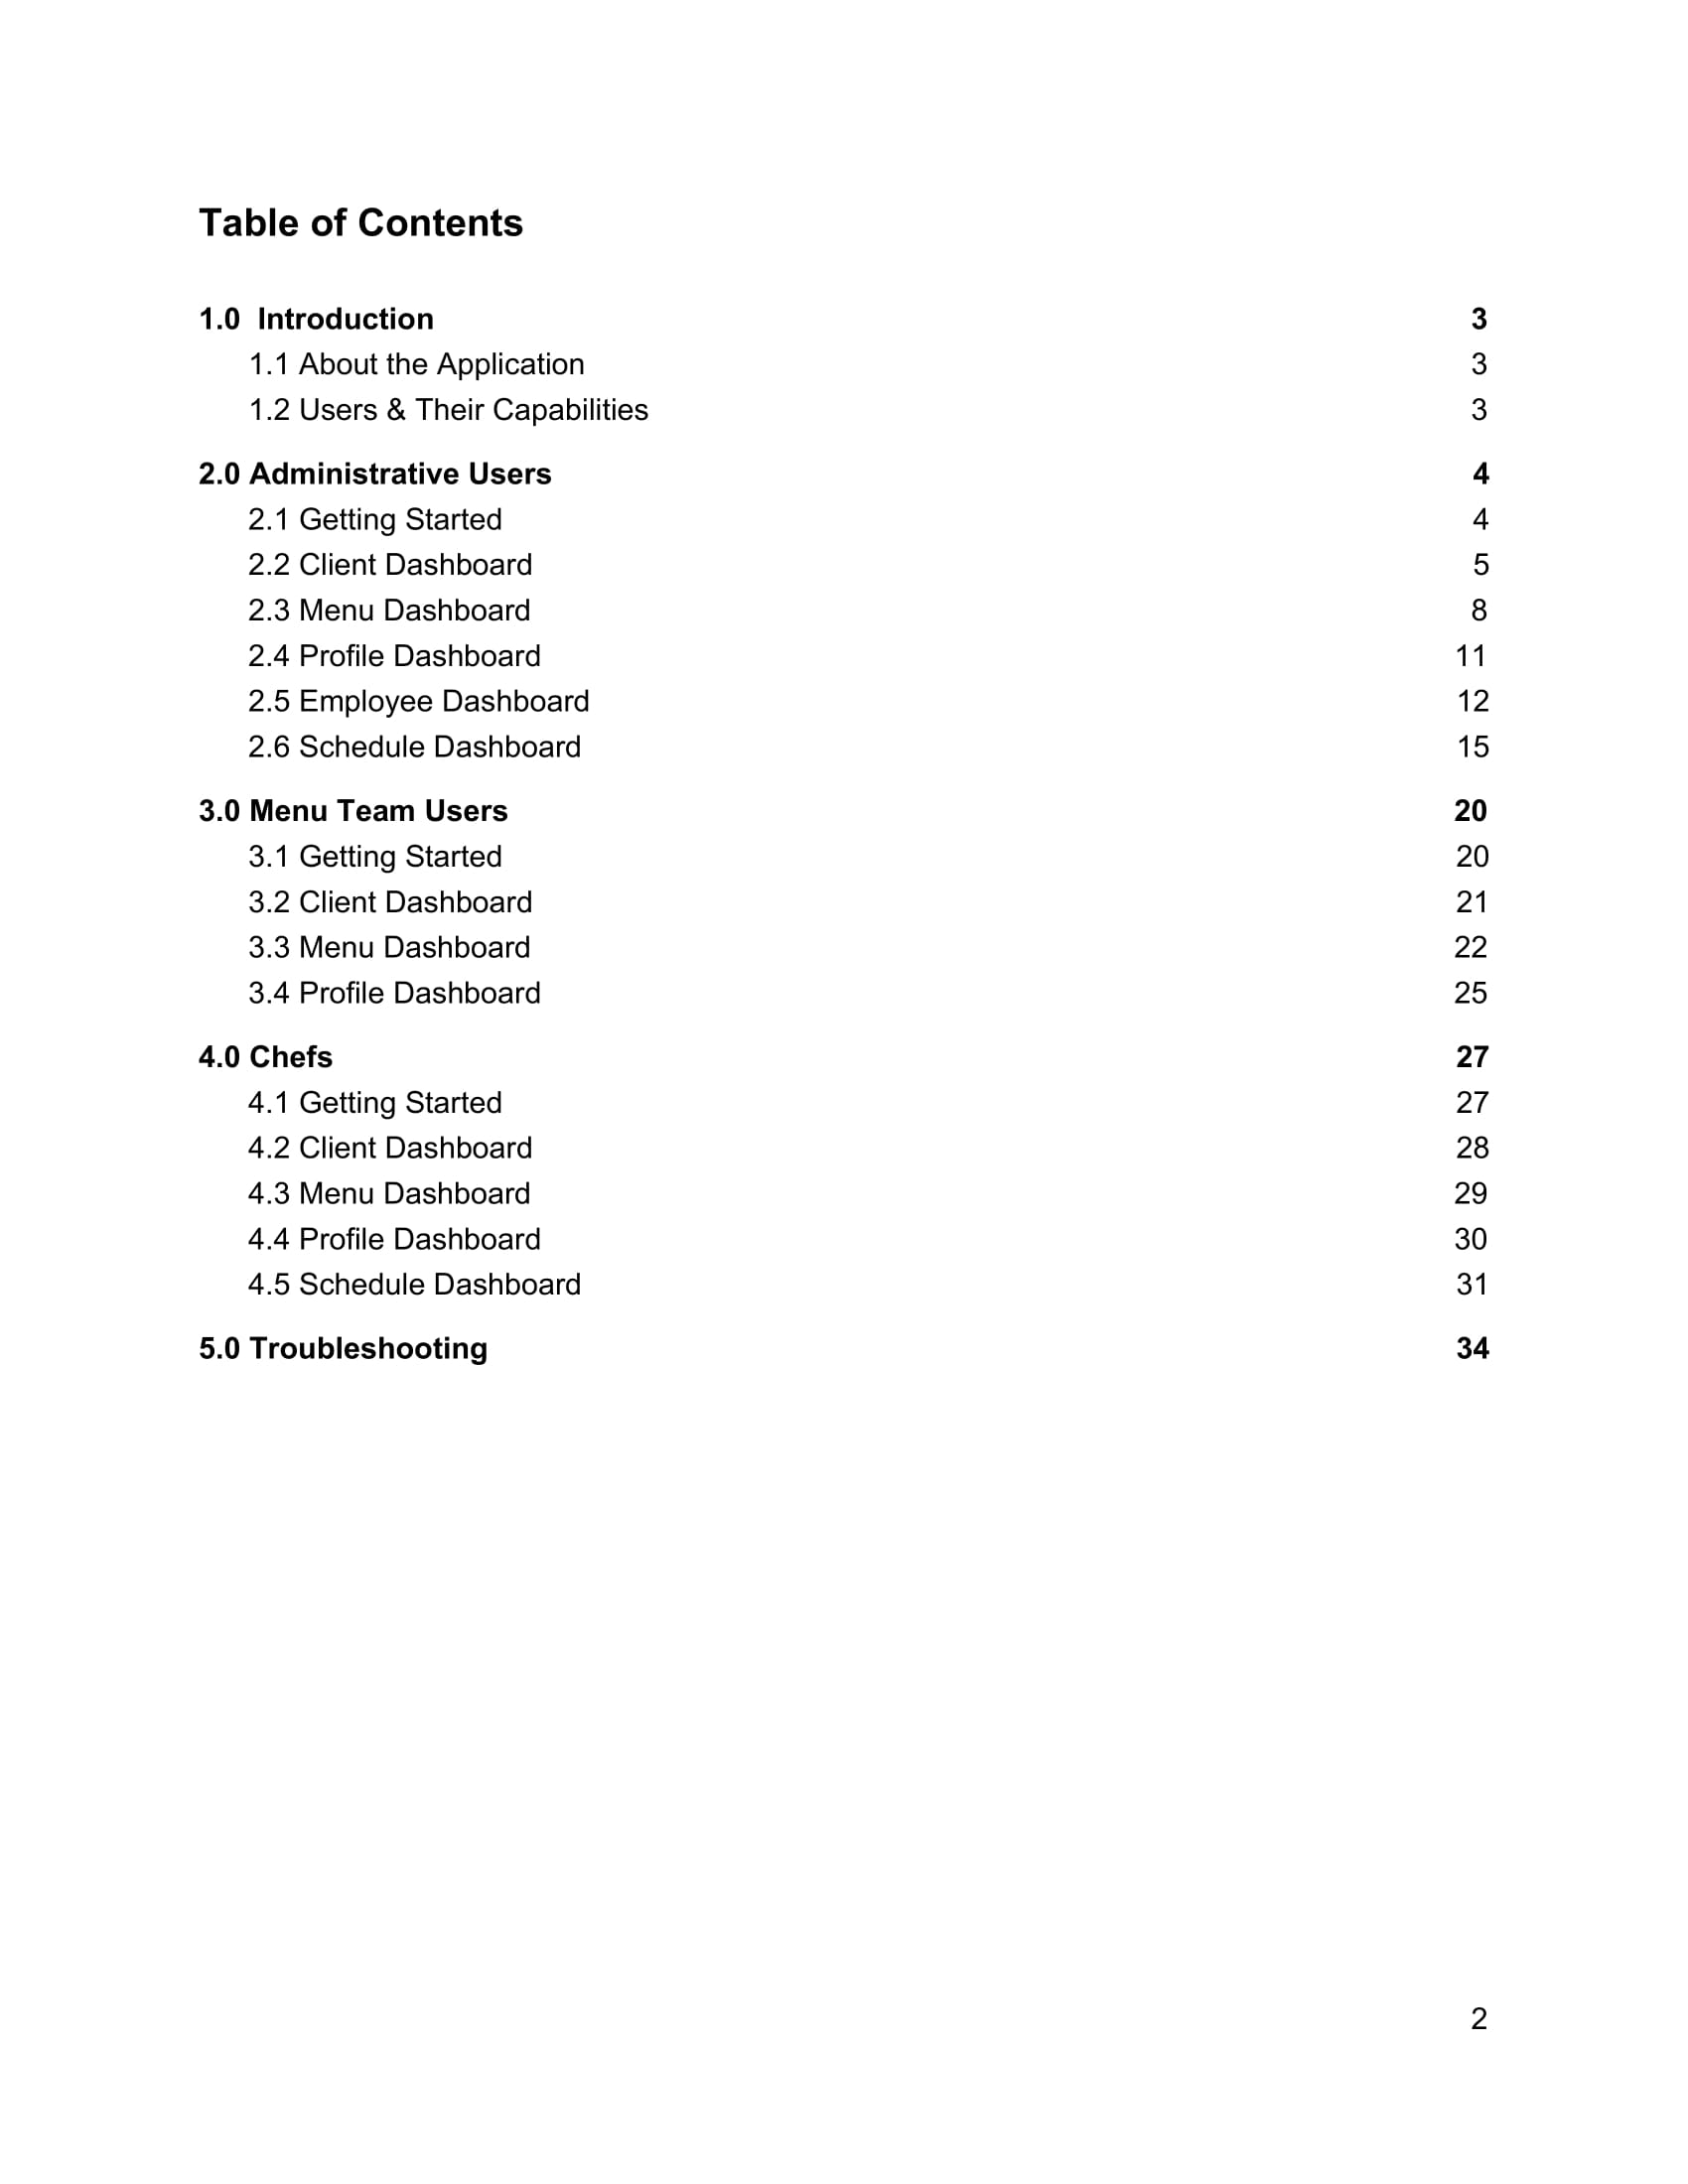 Table of Contents
1.0  Introduction 3
1.1 About the Application 3
1.2 Users & Their Capabilities 3
2.0 Administrative Users 4
2.1 Getting Started 4
2.2 Client Dashboard 5
2.3 Menu Dashboard 8
2.4 Profile Dashboard 11
2.5 Employee Dashboard 12
2.6 Schedule Dashboard 15
3.0 Menu Team Users 20
3.1 Getting Started 20
3.2 Client Dashboard 21
3.3 Menu Dashboard 22
3.4 Profile Dashboard 25
4.0 Chefs 27
4.1 Getting Started 27
4.2 Client Dashboard 28
4.3 Menu Dashboard 29
4.4 Profile Dashboard 30
4.5 Schedule Dashboard 31
5.0 Troubleshooting 34
2